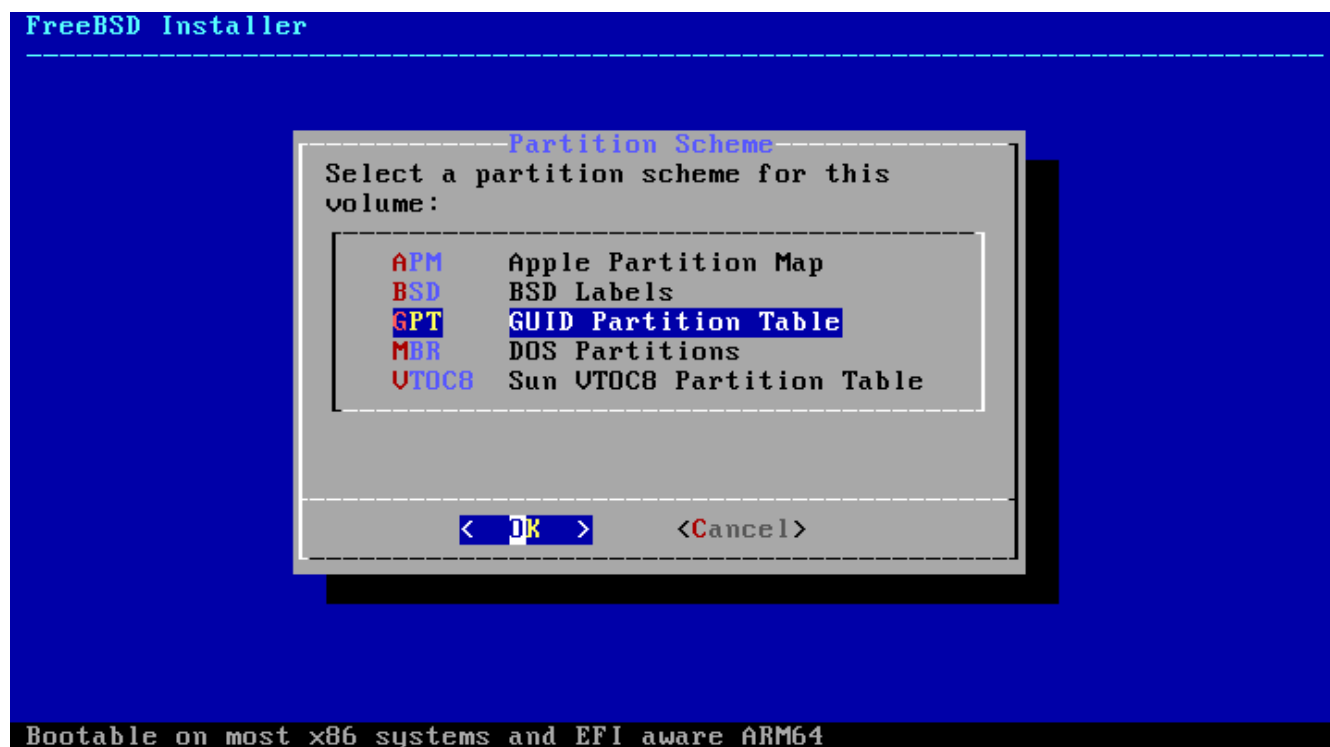 FreeBSD Installer
Partition Scheme
Select a partition scheme for this
volume:
APM Apple Partition Map
BSD BSD Labels
GPT GUID Partition Table
MBR DOS Partitions
VTOC8 Sun VTOC8 Partition Table
< OK > <Cancel>
Bootable on most x86 systems and EFI aware ARM64